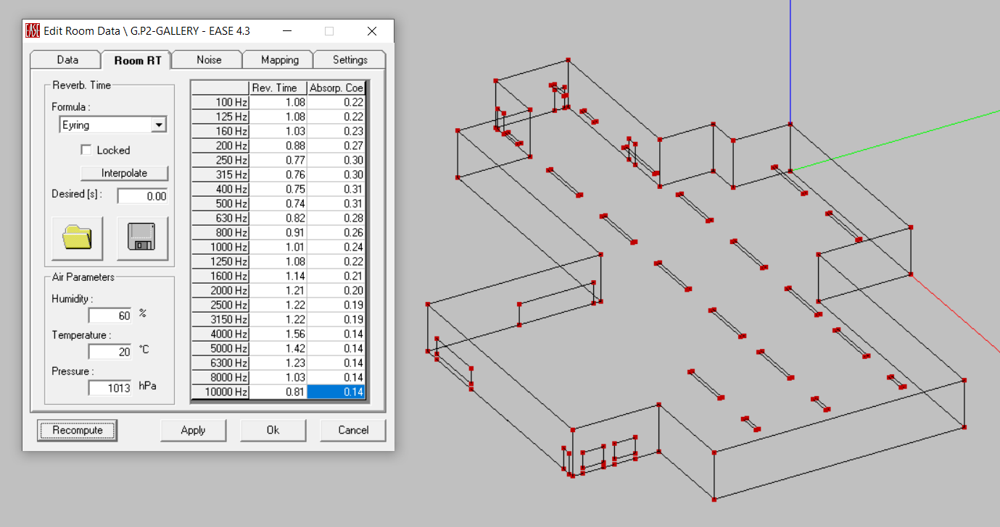 EASE Edit Room Data \ G.P2-GALLERY - EASE 4.3
Data Room RT Noise Mapping Settings
Reverb. Time
Formula :
Eyring
Locked
Interpolate
Desired [s] : 0.00
Air Parameters
Humidity :
60 %
Temperature :
20 °C
Pressure :
1013 hPa
Rev. Time Absorp. Coe
100 Hz 1.08 0.22
125 Hz 1.08 0.22
160 Hz 1.03 0.23
200 Hz 0.88 0.27
250 Hz 0.77 0.30
315 Hz 0.76 0.30
400 Hz 0.75 0.31
500 Hz 0.74 0.31
630 Hz 0.82 0.28
800 Hz 0.91 0.26
1000 Hz 1.01 0.24
1250 Hz 1.08 0.22
1600 Hz 1.14 0.21
2000 Hz 1.21 0.20
2500 Hz 1.22 0.19
3150 Hz 1.22 0.19
4000 Hz 1.56 0.14
5000 Hz 1.42 0.14
6300 Hz 1.23 0.14
8000 Hz 1.03 0.14
10000 Hz 0.81 0.14
Recompute Apply Ok Cancel